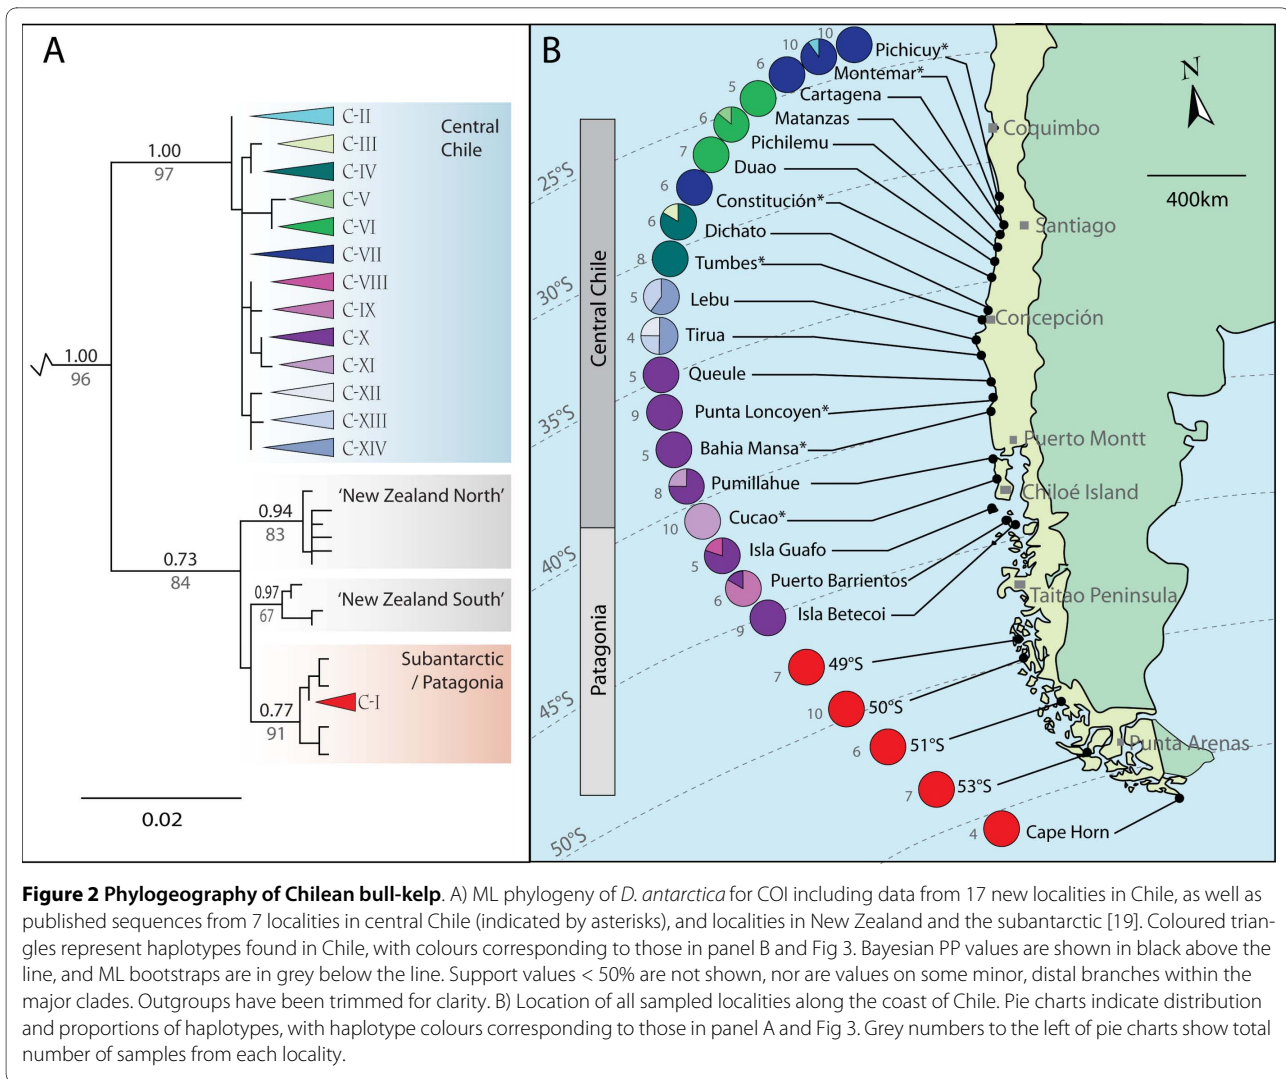 A
C-II
C-III
C-IV
C-V
C-VI
C-VII
C-VIII
C-IX
C-X
C-XI
C-XII
C-XIII
C-XIV
Central
Chile
1.00
97
1.00
96
'New Zealand North'
0.94
83
0.73
84
'New Zealand South'
0.97
67
Subantarctic
/ Patagonia
C-I
0.77
91
0.02
B
10
Pichicuy*
10
Montemar*
6
Cartagena
5
Matanzas
6
Pichilemu
7
Duao
6
Constitución*
6
Dichato
8
Tumbes*
5
Lebu
4
Tirua
5
Queule
9
Punta Loncoyen*
5
Bahia Mansa*
8
Pumillahue
10
Cucao*
5
Isla Guafo
6
Puerto Barrientos
9
Isla Betecoi
7
49°S
10
50°S
6
51°S
7
53°S
4
Cape Horn
Central Chile
Patagonia
25°S
30°S
35°S
40°S
45°S
50°S
N
400km
Coquimbo
Santiago
Concepción
Puerto Montt
Chiloé Island
Taitao Peninsula
Punta Arenas
Figure 2 Phylogeography of Chilean bull-kelp. A) ML phylogeny of D. antarctica for COI including data from 17 new localities in Chile, as well as
published sequences from 7 localities in central Chile (indicated by asterisks), and localities in New Zealand and the subantarctic [19]. Coloured trian-
gles represent haplotypes found in Chile, with colours corresponding to those in panel B and Fig 3. Bayesian PP values are shown in black above the
line, and ML bootstraps are in grey below the line. Support values < 50% are not shown, nor are values on some minor, distal branches within the
major clades. Outgroups have been trimmed for clarity. B) Location of all sampled localities along the coast of Chile. Pie charts indicate distribution
and proportions of haplotypes, with haplotype colours corresponding to those in panel A and Fig 3. Grey numbers to the left of pie charts show total
number of samples from each locality.